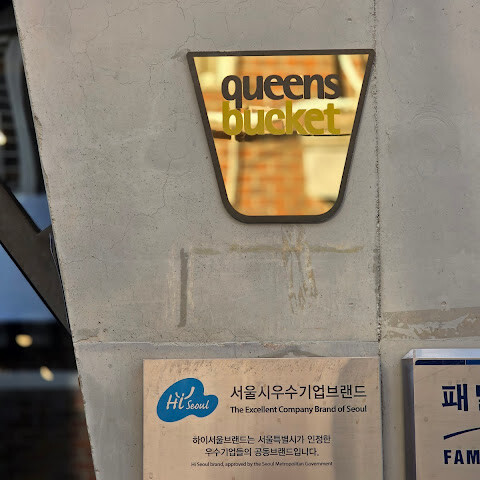 queens
bucket
Hi Seoul
서울시우수기업브랜드
The Excellent Company Brand of Seoul
하이서울브랜드는 서울특별시가 인정한
우수기업들의 공동브랜드입니다.
Hi Seoul brand, approved by the Seoul Metropolitan Government
패
FAM